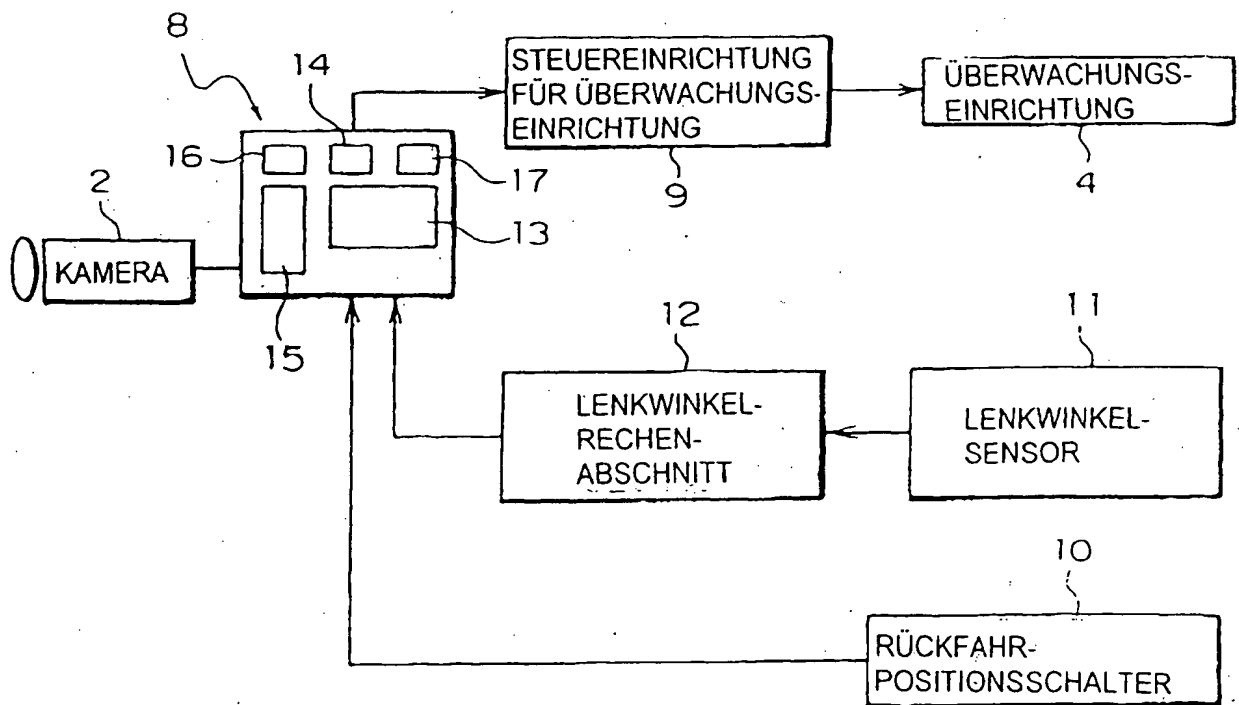 8
14
STEUEREINRICHTUNG
FÜR ÜBERWACHUNGS-
EINRICHTUNG
ÜBERWACHUNGS-
EINRICHTUNG
16
17
9
4
2
13
KAMERA
15
12
11
LENKWINKEL-
RECHEN-
ABSCHNITT
LENKWINKEL-
SENSOR
10
RÜCKFAHR-
POSITIONSSCHALTER